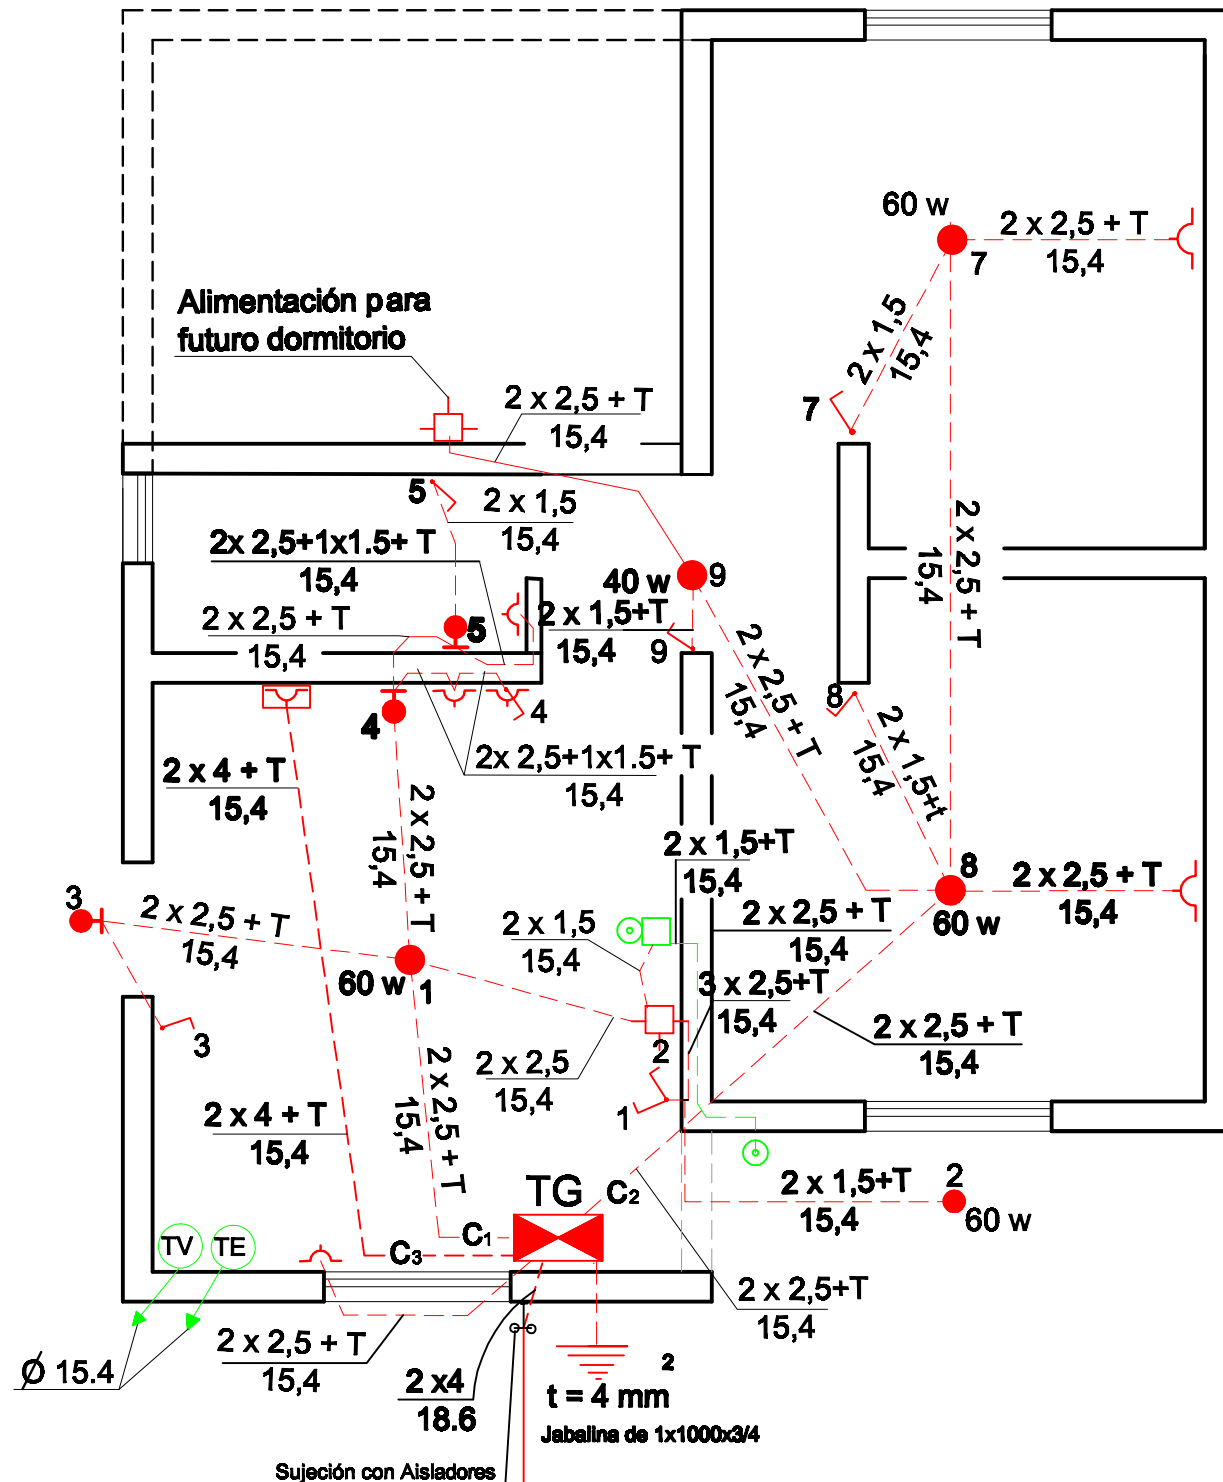 60 w
7
2 x 2,5 + T
15,4
2 x 1,5
15,4
7
Alimentación para
futuro dormitorio
2 x 2,5 + T
15,4
5
2 x 1,5
15,4
2x 2,5+1x1.5+ T
15,4
2 x 2,5 + T
15,4
5
40 w
9
2 x 1,5+T
15,4
9
2 x 2,5 + T
15,4
2 x 2,5 + T
15,4
8
2 x 1,5+t
15,4
4
4
2x 2,5+1x1.5+ T
15,4
2 x 4 + T
15,4
2 x 2,5 + T
15,4
2 x 1,5+T
15,4
8
60 w
2 x 2,5 + T
15,4
3
2 x 2,5 + T
15,4
2 x 1,5
15,4
2 x 2,5 + T
15,4
60 w
1
3 x 2,5+T
15,4
2 x 2,5 + T
15,4
3
2
2 x 2,5
15,4
2 x 2,5 + T
15,4
1
2 x 4 + T
15,4
TG
C2
C1
C3
2 x 1,5+T
15,4
2
60 w
TV
TE
2 x 2,5+T
15,4
Ø 15.4
2 x 2,5 + T
15,4
2 x4
18.6
2
t = 4 mm
Jabalina de 1x1000x3/4
Sujeción con Aisladores